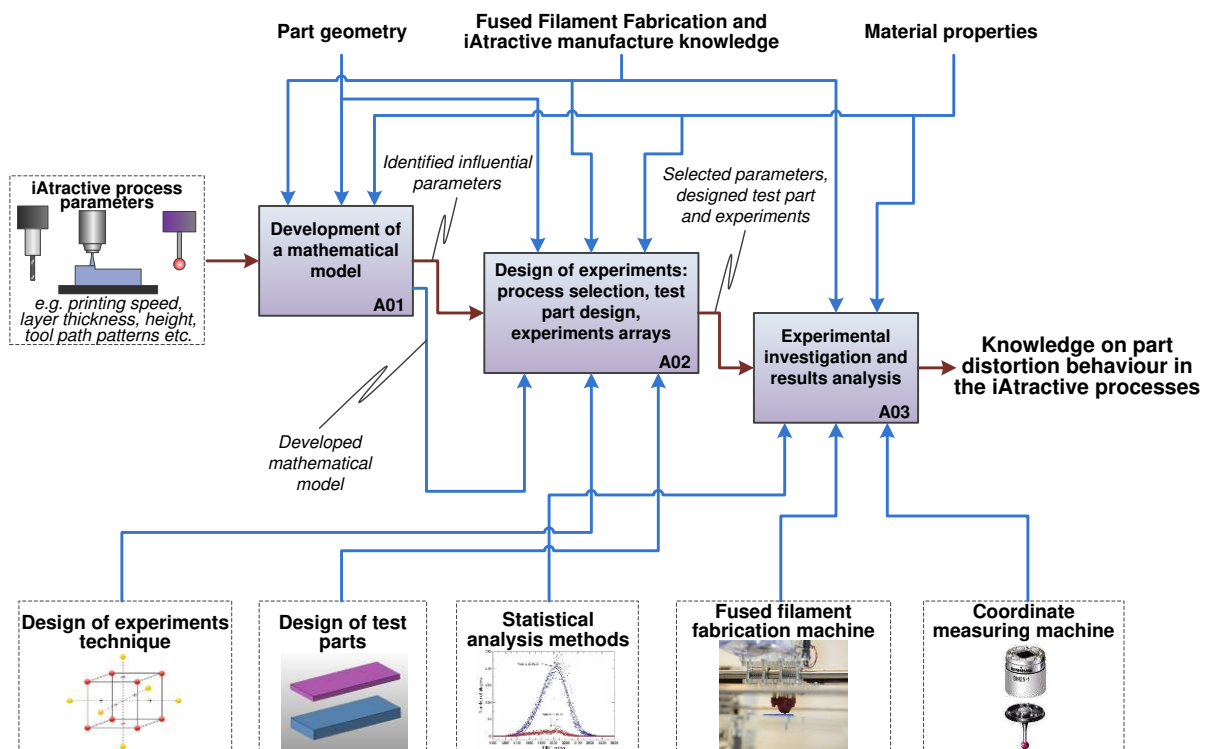 Part geometry
Fused Filament Fabrication and
iAtractive manufacture knowledge
Material properties
Identified influential
parameters
Selected parameters,
designed test part
and experiments
iAtractive process
parameters
e.g. printing speed,
layer thickness, height,
tool path patterns etc.
Development of
a mathematical
model
A01
Design of experiments:
process selection, test
part design,
experiments arrays
A02
Experimental
investigation and
results analysis
A03
Knowledge on part
distortion behaviour in
the iAtractive processes
Developed
mathematical
model
Design of experiments
technique
Design of test
parts
Statistical
analysis methods
Fused filament
fabrication machine
Coordinate
measuring machine